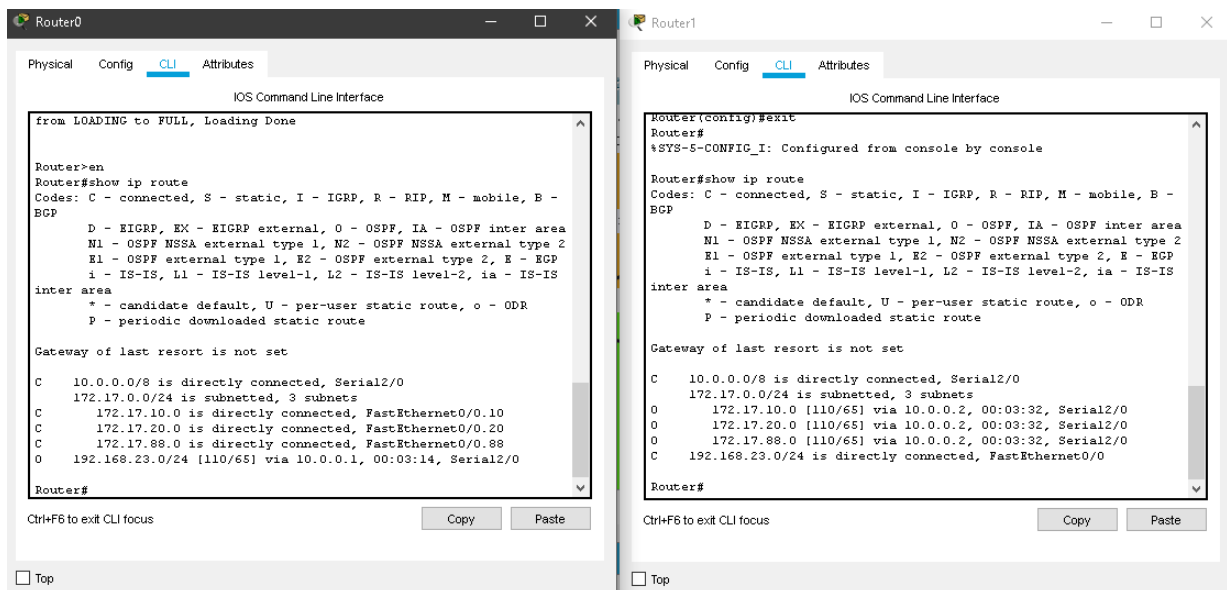 Router0
Physical Config CLI Attributes
IOS Command Line Interface
from LOADING to FULL, Loading Done
Router>en
Router#show ip route
Codes: C - connected, S - static, I - IGRP, R - RIP, M - mobile, B -
BGP
D - EIGRP, EX - EIGRP external, O - OSPF, IA - OSPF inter area
N1 - OSPF NSSA external type 1, N2 - OSPF NSSA external type 2
E1 - OSPF external type 1, E2 - OSPF external type 2, E - EGP
i - IS-IS, L1 - IS-IS level-1, L2 - IS-IS level-2, ia - IS-IS
inter area
* - candidate default, U - per-user static route, o - ODR
P - periodic downloaded static route
Gateway of last resort is not set
C 10.0.0.0/8 is directly connected, Serial2/0
172.17.0.0/24 is subnetted, 3 subnets
C 172.17.10.0 is directly connected, FastEthernet0/0.10
C 172.17.20.0 is directly connected, FastEthernet0/0.20
C 172.17.88.0 is directly connected, FastEthernet0/0.88
O 192.168.23.0/24 [110/65] via 10.0.0.1, 00:03:14, Serial2/0
Router#
Ctrl+F6 to exit CLI focus
Copy Paste
Top
Router1
Physical Config CLI Attributes
IOS Command Line Interface
Router(config)#exit
Router#
%SYS-5-CONFIG_I: Configured from console by console
Router#show ip route
Codes: C - connected, S - static, I - IGRP, R - RIP, M - mobile, B -
BGP
D - EIGRP, EX - EIGRP external, O - OSPF, IA - OSPF inter area
N1 - OSPF NSSA external type 1, N2 - OSPF NSSA external type 2
E1 - OSPF external type 1, E2 - OSPF external type 2, E - EGP
i - IS-IS, L1 - IS-IS level-1, L2 - IS-IS level-2, ia - IS-IS
inter area
* - candidate default, U - per-user static route, o - ODR
P - periodic downloaded static route
Gateway of last resort is not set
C 10.0.0.0/8 is directly connected, Serial2/0
172.17.0.0/24 is subnetted, 3 subnets
O 172.17.10.0 [110/65] via 10.0.0.2, 00:03:32, Serial2/0
O 172.17.20.0 [110/65] via 10.0.0.2, 00:03:32, Serial2/0
O 172.17.88.0 [110/65] via 10.0.0.2, 00:03:32, Serial2/0
C 192.168.23.0/24 is directly connected, FastEthernet0/0
Router#
Ctrl+F6 to exit CLI focus
Copy Paste
Top